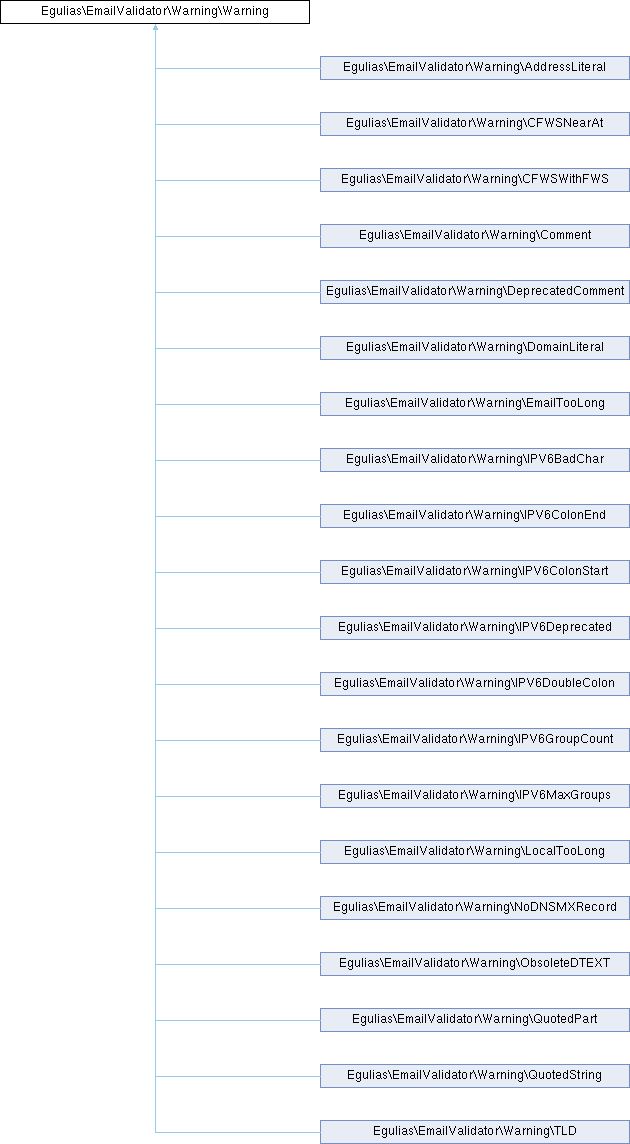 Egulias\EmailValidator\Warning\Warning
Egulias\EmailValidator\Warning\AddressLiteral
Egulias\EmailValidator\Warning\CFWSNearAt
Egulias\EmailValidator\Warning\CFWSWithFWS
Egulias\EmailValidator\Warning\Comment
Egulias\EmailValidator\Warning\DeprecatedComment
Egulias\EmailValidator\Warning\DomainLiteral
Egulias\EmailValidator\Warning\EmailTooLong
Egulias\EmailValidator\Warning\IPV6BadChar
Egulias\EmailValidator\Warning\IPV6ColonEnd
Egulias\EmailValidator\Warning\IPV6ColonStart
Egulias\EmailValidator\Warning\IPV6Deprecated
Egulias\EmailValidator\Warning\IPV6DoubleColon
Egulias\EmailValidator\Warning\IPV6GroupCount
Egulias\EmailValidator\Warning\IPV6MaxGroups
Egulias\EmailValidator\Warning\LocalTooLong
Egulias\EmailValidator\Warning\NoDNSMXRecord
Egulias\EmailValidator\Warning\ObsoleteDTEXT
Egulias\EmailValidator\Warning\QuotedPart
Egulias\EmailValidator\Warning\QuotedString
Egulias\EmailValidator\Warning\TLD